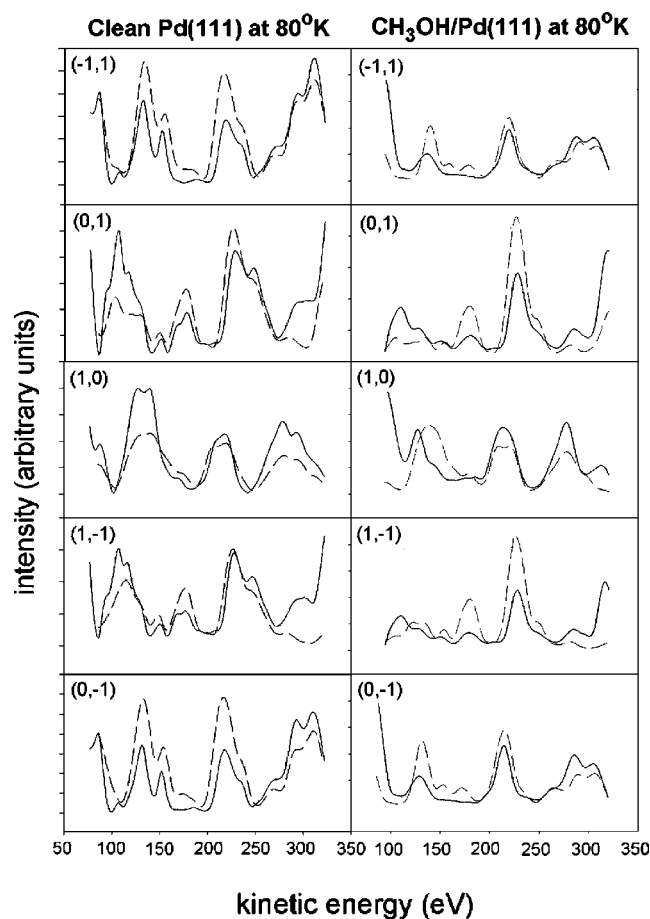 Clean Pd(111) at 80°K
CH₃OH/Pd(111) at 80°K
(-1,1)
(-1,1)
(0,1)
(0,1)
(1,0)
(1,0)
(1,-1)
(1,-1)
(0,-1)
(0,-1)
intensity (arbitrary units)
50 100 150 200 250 300 350
50 100 150 200 250 300 350
kinetic energy (eV)